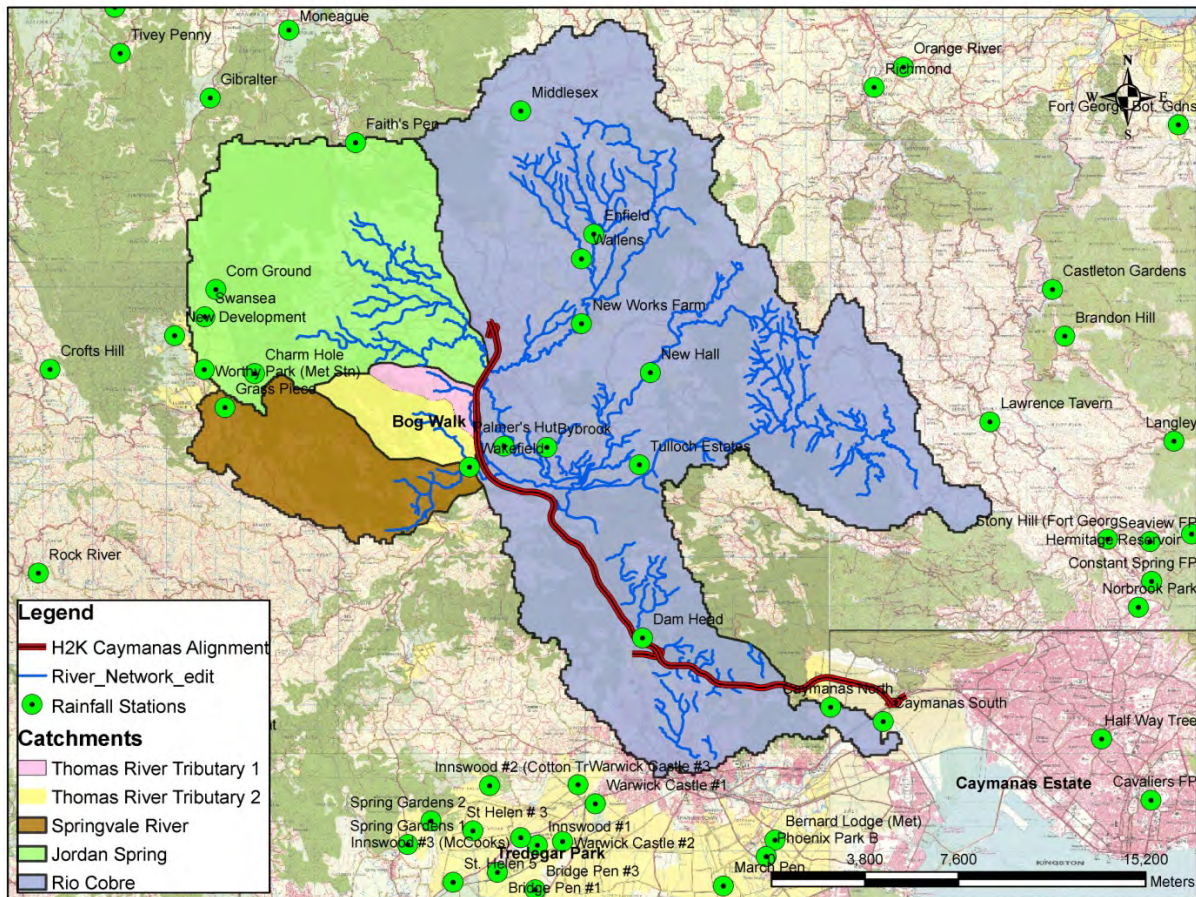 Moneague
Tivey Penny
Orange River
Richmond
N
W
E
S
Gibralter
Middlesex
Fort George Bot. Gdns
Faith's Pen
Enfield
Wallens
Corn Ground
Castleton Gardens
Swansea
New Development
New Works Farm
Brandon Hill
Crofts Hill
Charm Hole
Worthy Park (Met Stn)
New Hall
Grass Piece
Lawrence Tavern
Bog Walk
Palmer's Hut
Bybrook
Langley
Wakefield
Tulloch Estates
Stony Hill (Fort Georg
Seaview FP
Hermitage Reservoir
Rock River
Constant Spring FP
Norbrook Park
Legend
H2K Caymanas Alignment
River_Network_edit
Rainfall Stations
Catchments
Thomas River Tributary 1
Thomas River Tributary 2
Springvale River
Jordan Spring
Rio Cobre
Dam Head
Caymanas North
Caymanas South
Half Way Tree
Caymanas Estate
Cavaliers FP
Innswood #2 (Cotton Tr
Warwick Castle #3
Warwick Castle #1
Spring Gardens 2
St Helen # 3
Spring Gardens 1
Innswood #1
Innswood #3 (McCooks)
Warwick Castle #2
Bernard Lodge (Met)
Phoenix Park B
Tredegar Park
St. Helen 5
Bridge Pen #3
March Pen
Bridge Pen #1
KINGSTON
0 3,800 7,600 15,200
Meters